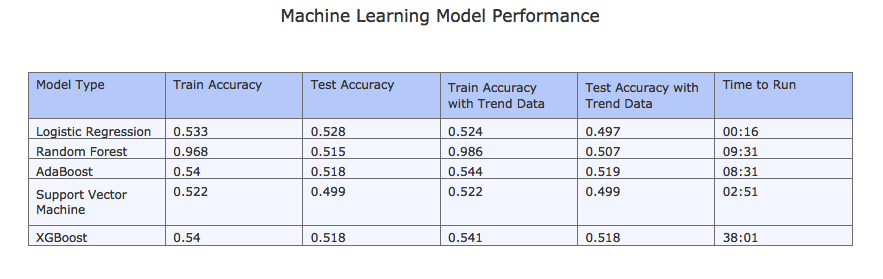 Machine Learning Model Performance
Model Type Train Accuracy Test Accuracy Train Accuracy with Trend Data Test Accuracy with Trend Data Time to Run
Logistic Regression 0.533 0.528 0.524 0.497 00:16
Random Forest 0.968 0.515 0.986 0.507 09:31
AdaBoost 0.54 0.518 0.544 0.519 08:31
Support Vector Machine 0.522 0.499 0.522 0.499 02:51
XGBoost 0.54 0.518 0.541 0.518 38:01